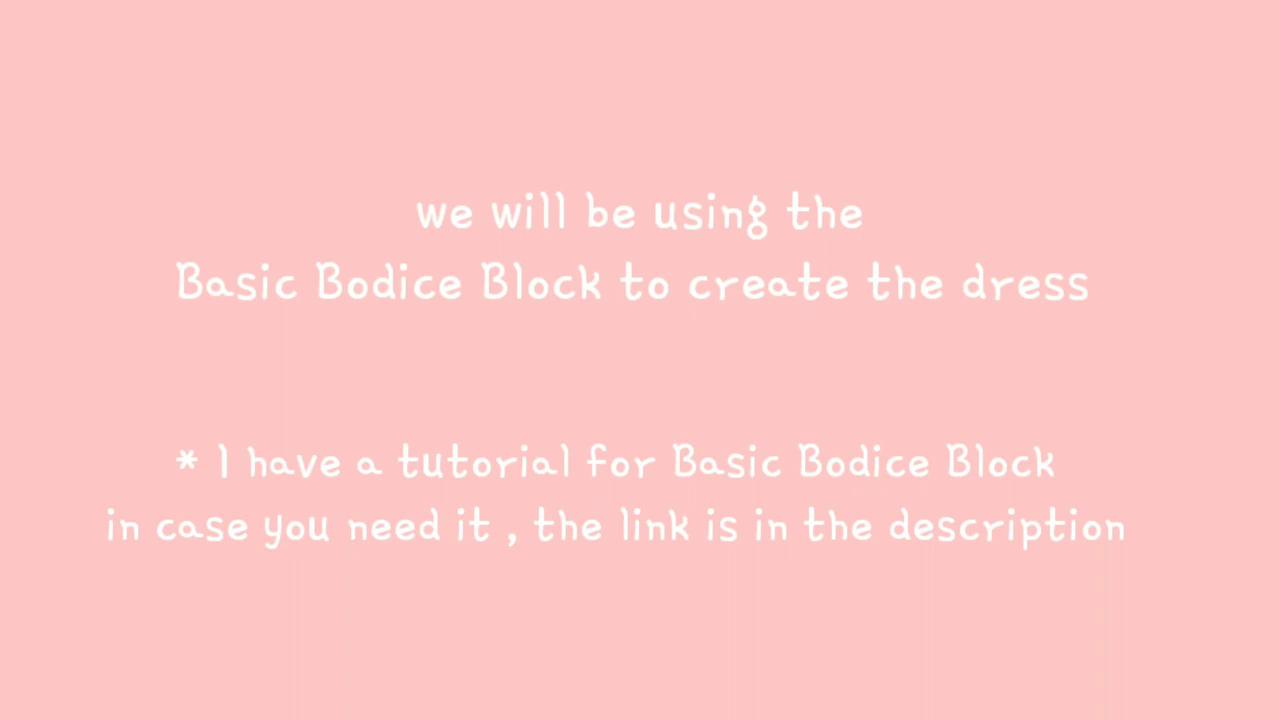 we will be using the
Basic Bodice Block to create the dress
* I have a tutorial for Basic Bodice Block
in case you need it , the link is in the description